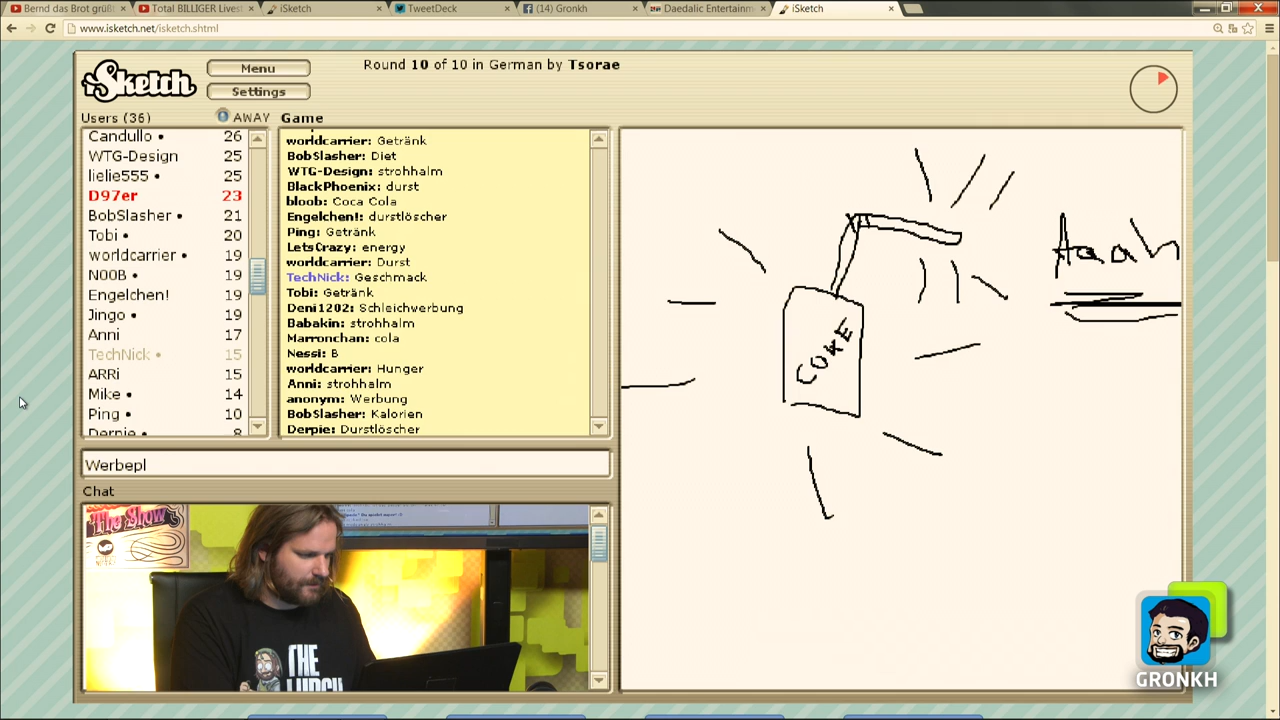 Bernd das Brot grüß
Total BILLIGER Livest
iSketch
TweetDeck
(14) Gronkh
Daedalic Entertainm
iSketch
www.isketch.net/isketch.shtml
iSketch
Menu
Settings
Round 10 of 10 in German by Tsorae
Users (36)
AWAY
Game
Candullo • 26
WTG-Design 25
lielie555 • 25
D97er 23
BobSlasher • 21
Tobi • 20
worldcarrier • 19
N00B • 19
Engelchen! 19
Jingo • 19
Anni 17
TechNick • 15
ARRi 15
Mike • 14
Ping • 10
Dernie • 8
worldcarrier: Getränk
BobSlasher: Diet
WTG-Design: strohhalm
BlackPhoenix: durst
bloob: Coca Cola
Engelchen!: durstlöscher
Ping: Getränk
LetsCrazy: energy
worldcarrier: Durst
TechNick: Geschmack
Tobi: Getränk
Deni1202: Schleichwerbung
Babakin: strohhalm
Marronchan: cola
Nessi: B
worldcarrier: Hunger
Anni: strohhalm
anonym: Werbung
BobSlasher: Kalorien
Derpie: Durstlöscher
COKE
Aaah
Werbepl
Chat
The Show
THE
GRONKH